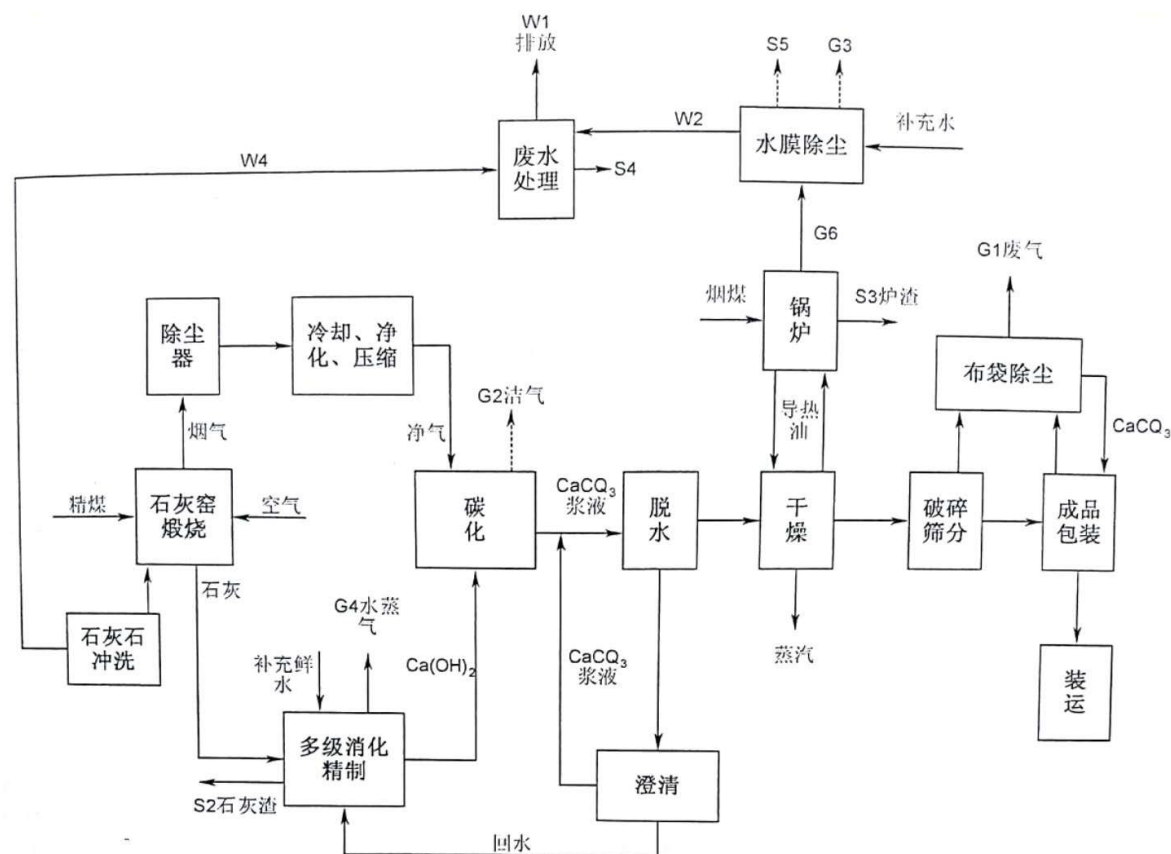 W1
排放
S5
G3
W2
补充水
水膜除尘
W4
废水
处理
S4
G6
G1废气
烟煤
锅
炉
S3炉渣
除尘
器
冷却、净
化、压缩
布袋除尘
G2洁气
导热
油
烟气
净气
CaCQ3
精煤
石灰窑
煅烧
空气
碳
化
CaCQ3
浆液
脱
水
干
燥
破碎
筛分
成品
包装
石灰
石灰石
冲洗
G4水蒸
气
补充鲜
水
Ca(OH)2
CaCQ3
浆液
蒸汽
装
运
多级消化
精制
S2石灰渣
澄清
回水